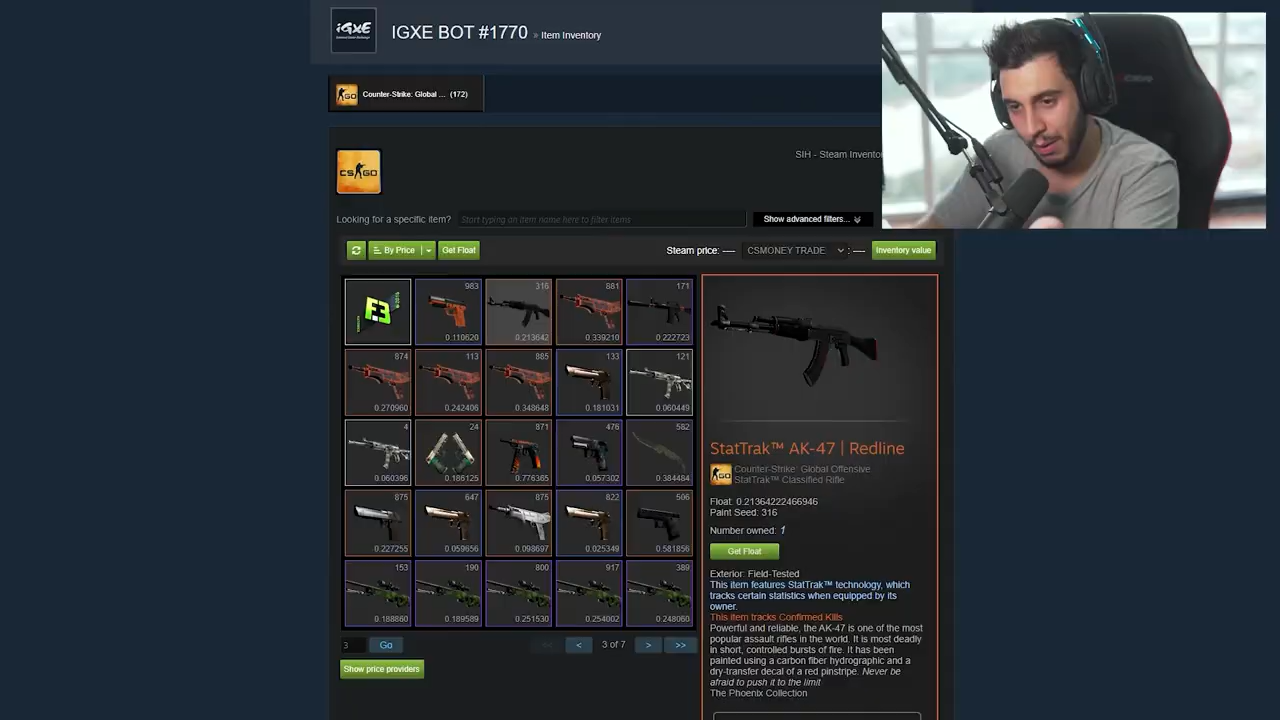 iGXE
IGXE BOT #1770 » Item Inventory
Counter-Strike: Global ... (172)
CS GO
SIH - Steam Invento
Looking for a specific item? Start typing an item name here to filter items
Show advanced filters...
By Price
Get Float
Steam price: ---- CSMONEY TRADE : ---- Inventory value
983 316 881 171
0.110620 0.213642 0.339210 0.222723
874 113 885 133 121
0.270960 0.242406 0.348648 0.181031 0.060449
4 24 871 476 582
0.060396 0.186125 0.776365 0.057302 0.384484
875 647 875 822 506
0.227255 0.059656 0.098697 0.025349 0.581856
153 190 800 917 389
0.188860 0.189589 0.251530 0.254002 0.248060
3 Go << < 3 of 7 > >>
Show price providers
StatTrak™ AK-47 | Redline
Counter-Strike: Global Offensive
StatTrak™ Classified Rifle
Float: 0.21364222466946
Paint Seed: 316
Number owned: 1
Get Float
Exterior: Field-Tested
This item features StatTrak™ technology, which
tracks certain statistics when equipped by its
owner.
This item tracks Confirmed Kills
Powerful and reliable, the AK-47 is one of the most
popular assault rifles in the world. It is most deadly
in short, controlled bursts of fire. It has been
painted using a carbon fiber hydrographic and a
dry-transfer decal of a red pinstripe. Never be
afraid to push it to the limit
The Phoenix Collection